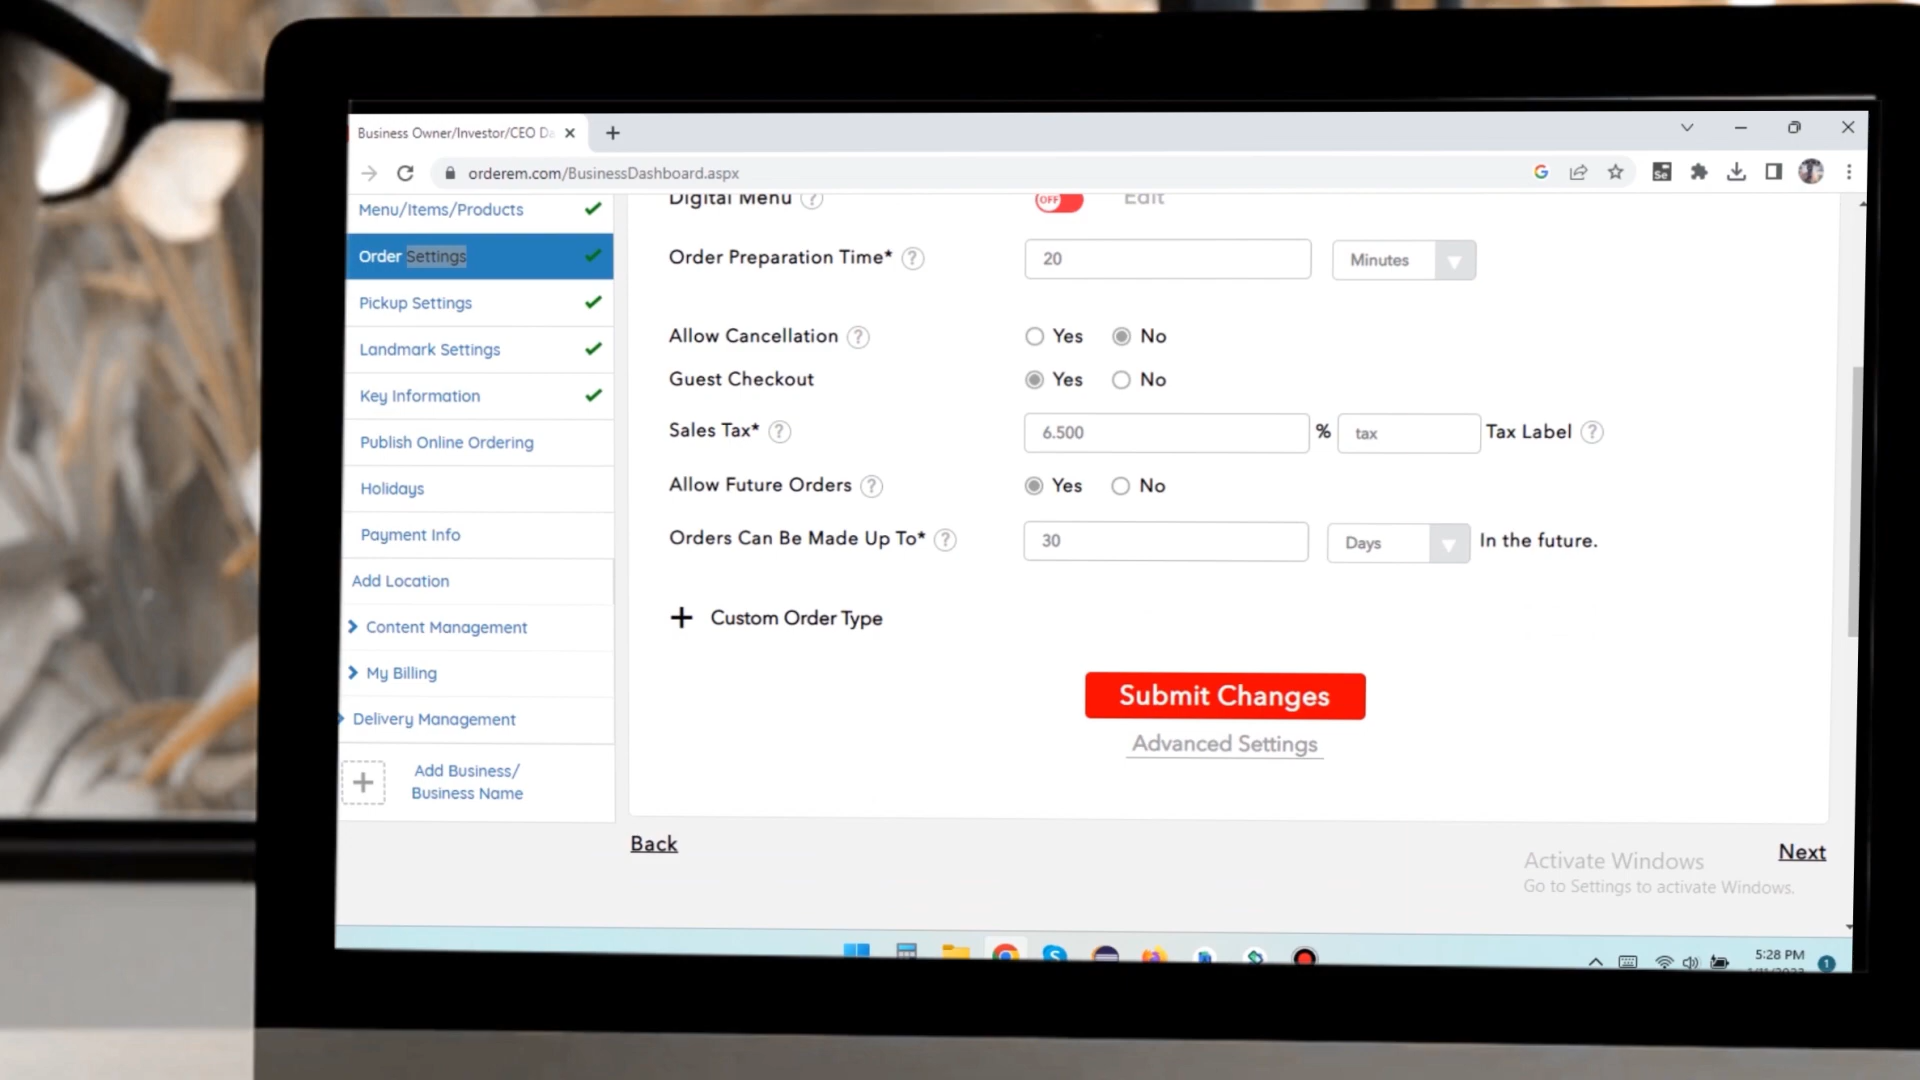 Business Owner/Investor/CEO Da
orderem.com/BusinessDashboard.aspx
Se
Menu/Items/Products
Order Settings
Pickup Settings
Landmark Settings
Key Information
Publish Online Ordering
Holidays
Payment Info
Add Location
Content Management
My Billing
Delivery Management
Add Business/
Business Name
Digital Menu ? OFF Edit
Order Preparation Time* ? 20 Minutes
Allow Cancellation ? Yes No
Guest Checkout Yes No
Sales Tax* ? 6.500 % tax Tax Label ?
Allow Future Orders ? Yes No
Orders Can Be Made Up To* ? 30 Days In the future.
+ Custom Order Type
Submit Changes
Advanced Settings
Back
Next
Activate Windows
Go to Settings to activate Windows.
5:28 PM
1